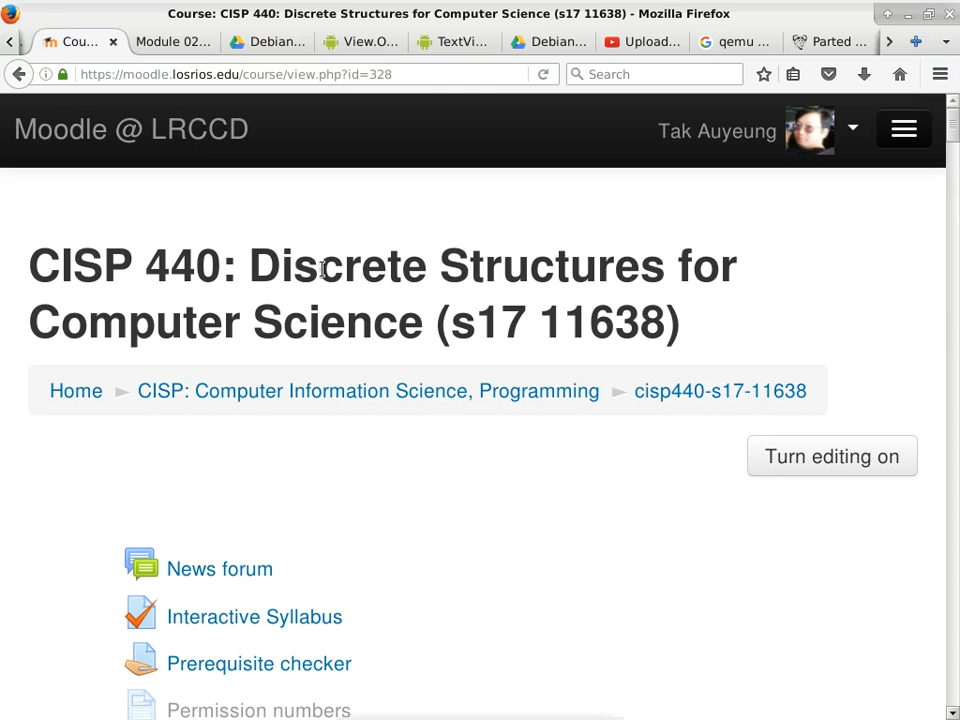 Course: CISP 440: Discrete Structures for Computer Science (s17 11638) - Mozilla Firefox
Cou... Module 02... Debian... View.O... TextVi... Debian... Upload... qemu ... Parted ...
https://moodle.losrios.edu/course/view.php?id=328 Search
Moodle @ LRCCD Tak Auyeung
CISP 440: Discrete Structures for
Computer Science (s17 11638)
Home CISP: Computer Information Science, Programming cisp440-s17-11638
Turn editing on
News forum
Interactive Syllabus
Prerequisite checker
Permission numbers